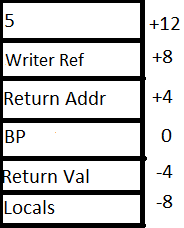 5 +12
Writer Ref +8
Return Addr +4
BP 0
Return Val -4
Locals -8